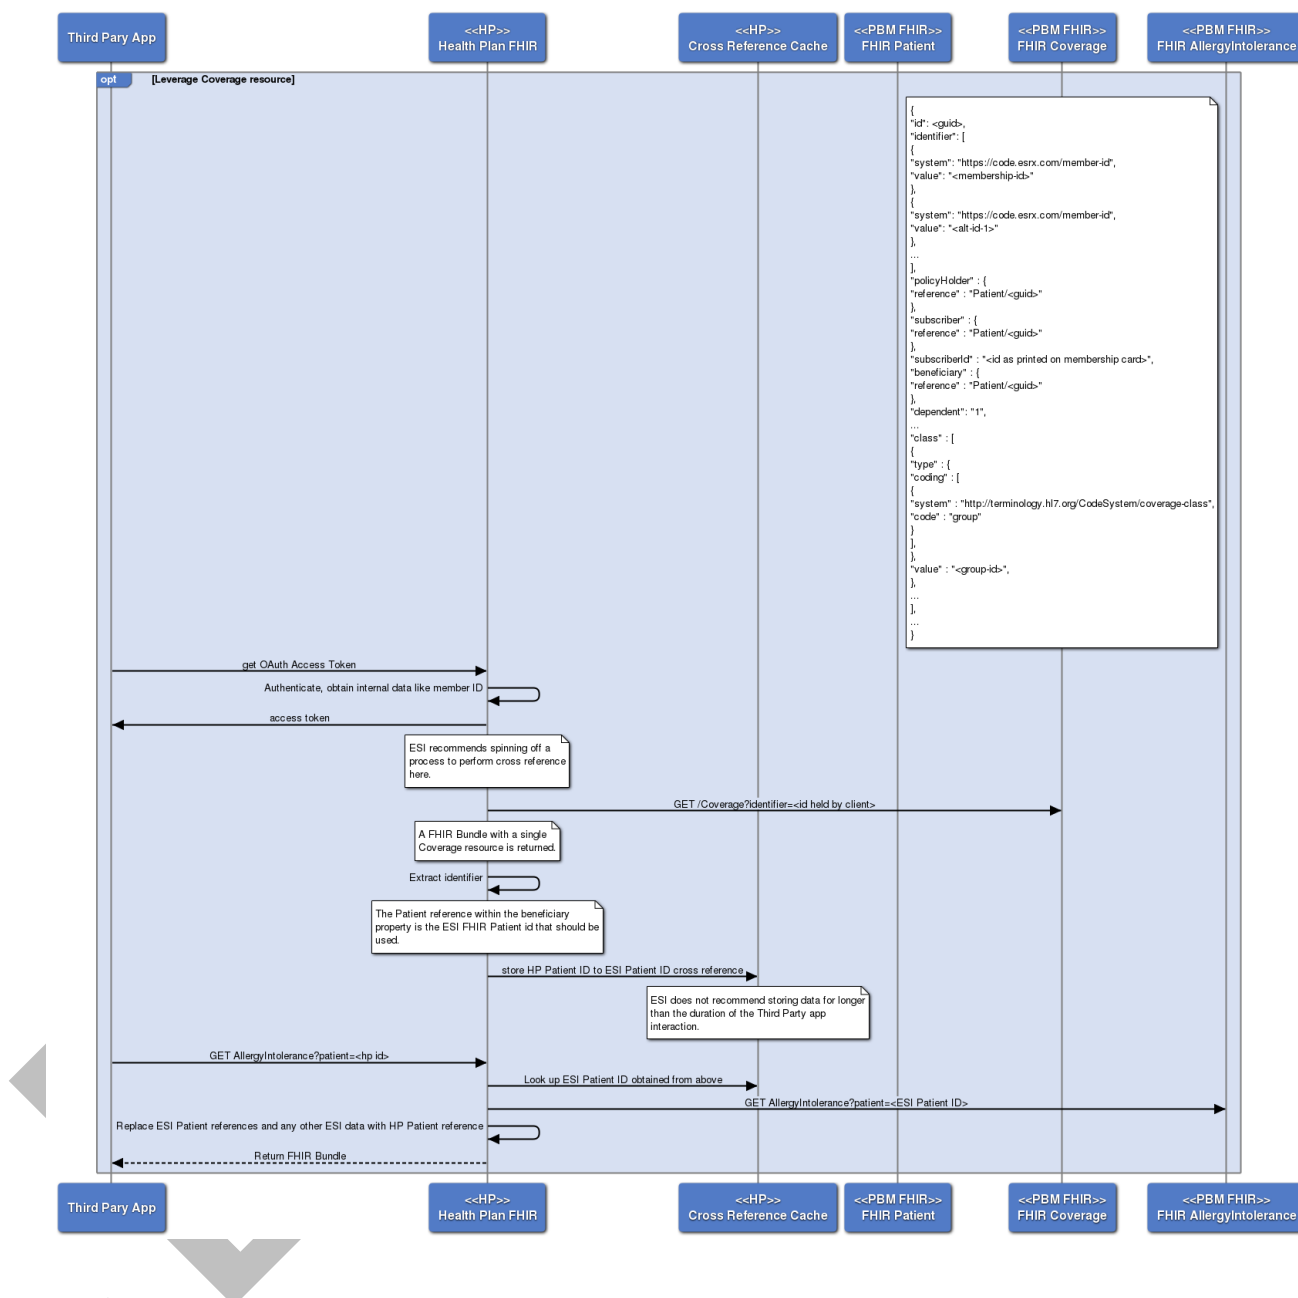 Third Pary App
<<HP>>
Health Plan FHIR
<<HP>>
Cross Reference Cache
<<PBM FHIR>>
FHIR Patient
<<PBM FHIR>>
FHIR Coverage
<<PBM FHIR>>
FHIR AllergyIntolerance
opt
[Leverage Coverage resource]
{
"id": <guid>,
"identifier": [
{
"system": "https://code.esrx.com/member-id",
"value": "<membership-id>"
},
{
"system": "https://code.esrx.com/member-id",
"value": "<alt-id-1>"
},
...
],
"policyHolder" : {
"reference" : "Patient/<guid>"
},
"subscriber" : {
"reference" : "Patient/<guid>"
},
"subscriberId" : "<id as printed on membership card>",
"beneficiary" : {
"reference" : "Patient/<guid>"
},
"dependent": "1",
...
"class" : [
{
"type" : {
"coding" : [
{
"system" : "http://terminology.hl7.org/CodeSystem/coverage-class",
"code" : "group"
}
],
},
"value" : "<group-id>",
},
...
],
...
}
get OAuth Access Token
Authenticate, obtain internal data like member ID
access token
ESI recommends spinning off a
process to perform cross reference
here.
GET /Coverage?identifier=<id held by client>
A FHIR Bundle with a single
Coverage resource is returned.
Extract identifier
The Patient reference within the beneficiary
property is the ESI FHIR Patient id that should be
used.
store HP Patient ID to ESI Patient ID cross reference
ESI does not recommend storing data for longer
than the duration of the Third Party app
interaction.
GET AllergyIntolerance?patient=<hp id>
Look up ESI Patient ID obtained from above
GET AllergyIntolerance?patient=<ESI Patient ID>
Replace ESI Patient references and any other ESI data with HP Patient reference
Return FHIR Bundle
Third Pary App
<<HP>>
Health Plan FHIR
<<HP>>
Cross Reference Cache
<<PBM FHIR>>
FHIR Patient
<<PBM FHIR>>
FHIR Coverage
<<PBM FHIR>>
FHIR AllergyIntolerance